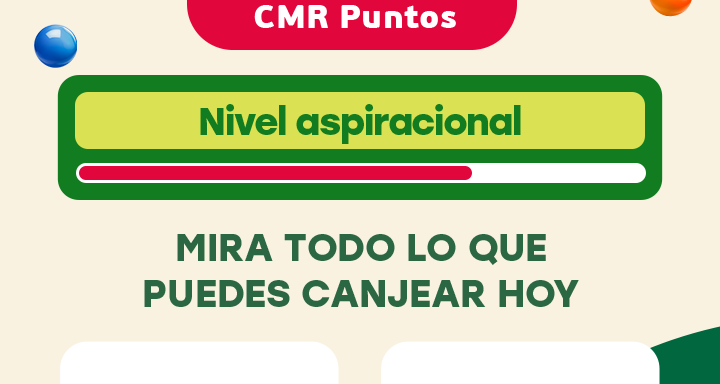 CMR Puntos
Nivel aspiracional
MIRA TODO LO QUE
PUEDES CANJEAR HOY